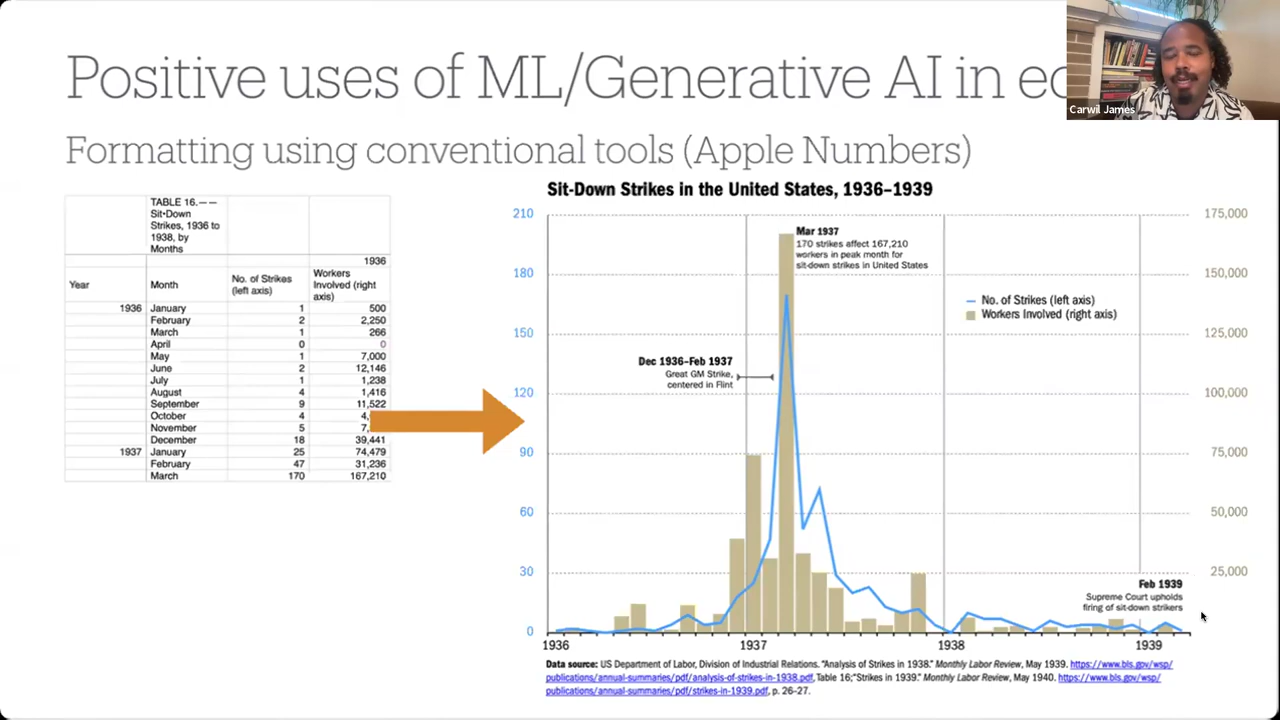 Positive uses of ML/Generative AI in
Carwil James
Formatting using conventional tools (Apple Numbers)
TABLE 16.——
Sit•Down
Strikes, 1936 to
1938, by
Months
1936
Year Month No. of Strikes (left axis) Workers Involved (right axis)
1936 January 1 500
February 2 2,250
March 1 266
April 0 0
May 1 7,000
June 2 12,146
July 1 1,238
August 4 1,416
September 9 11,522
October 4
November 5
December 18 39,441
1937 January 25 74,479
February 47 31,236
March 170 167,210
Sit-Down Strikes in the United States, 1936–1939
210 175,000
180 150,000
150 125,000
120 100,000
90 75,000
60 50,000
30 25,000
0
Mar 1937
170 strikes affect 167,210
workers in peak month for
sit-down strikes in United States
No. of Strikes (left axis)
Workers Involved (right axis)
Dec 1936–Feb 1937
Great GM Strike,
centered in Flint
Feb 1939
Supreme Court upholds
firing of sit-down strikers
1936 1937 1938 1939
Data source: US Department of Labor, Division of Industrial Relations. "Analysis of Strikes in 1938." Monthly Labor Review, May 1939. https://www.bls.gov/wsp/
publications/annual-summaries/pdf/analysis-of-strikes-in-1938.pdf, Table 16; "Strikes in 1939." Monthly Labor Review, May 1940. https://www.bls.gov/wsp/
publications/annual-summaries/pdf/strikes-in-1939.pdf, p. 26-27.